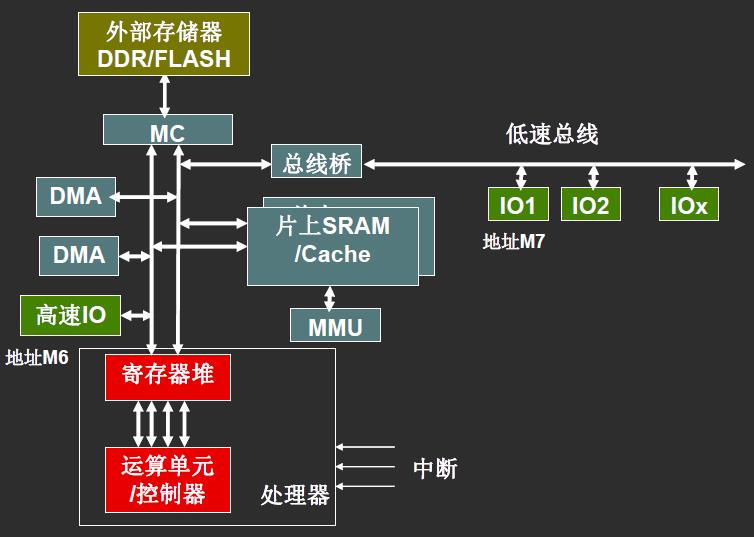 外部存储器
DDR/FLASH
MC
低速总线
总线桥
DMA
IO1
IO2
IOx
片上SRAM
/Cache
地址M7
DMA
高速IO
MMU
地址M6
寄存器堆
运算单元
/控制器
处理器
中断